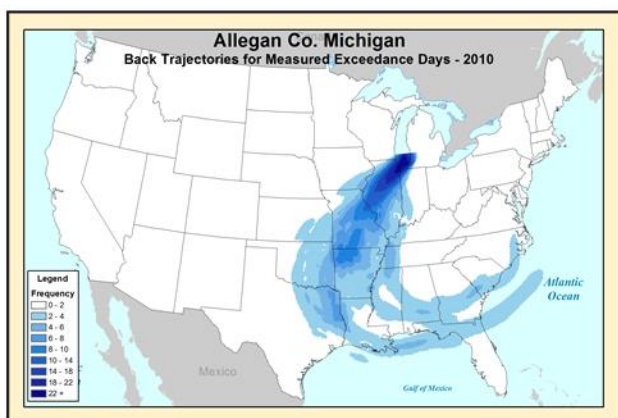 Allegan Co. Michigan
Back Trajectories for Measured Exceedance Days - 2010
Legend
Frequency
0 - 2
2 - 4
4 - 6
6 - 8
8 - 10
10 - 14
14 - 18
18 - 22
22 +
Atlantic
Ocean
Mexico
Gulf of Mexico